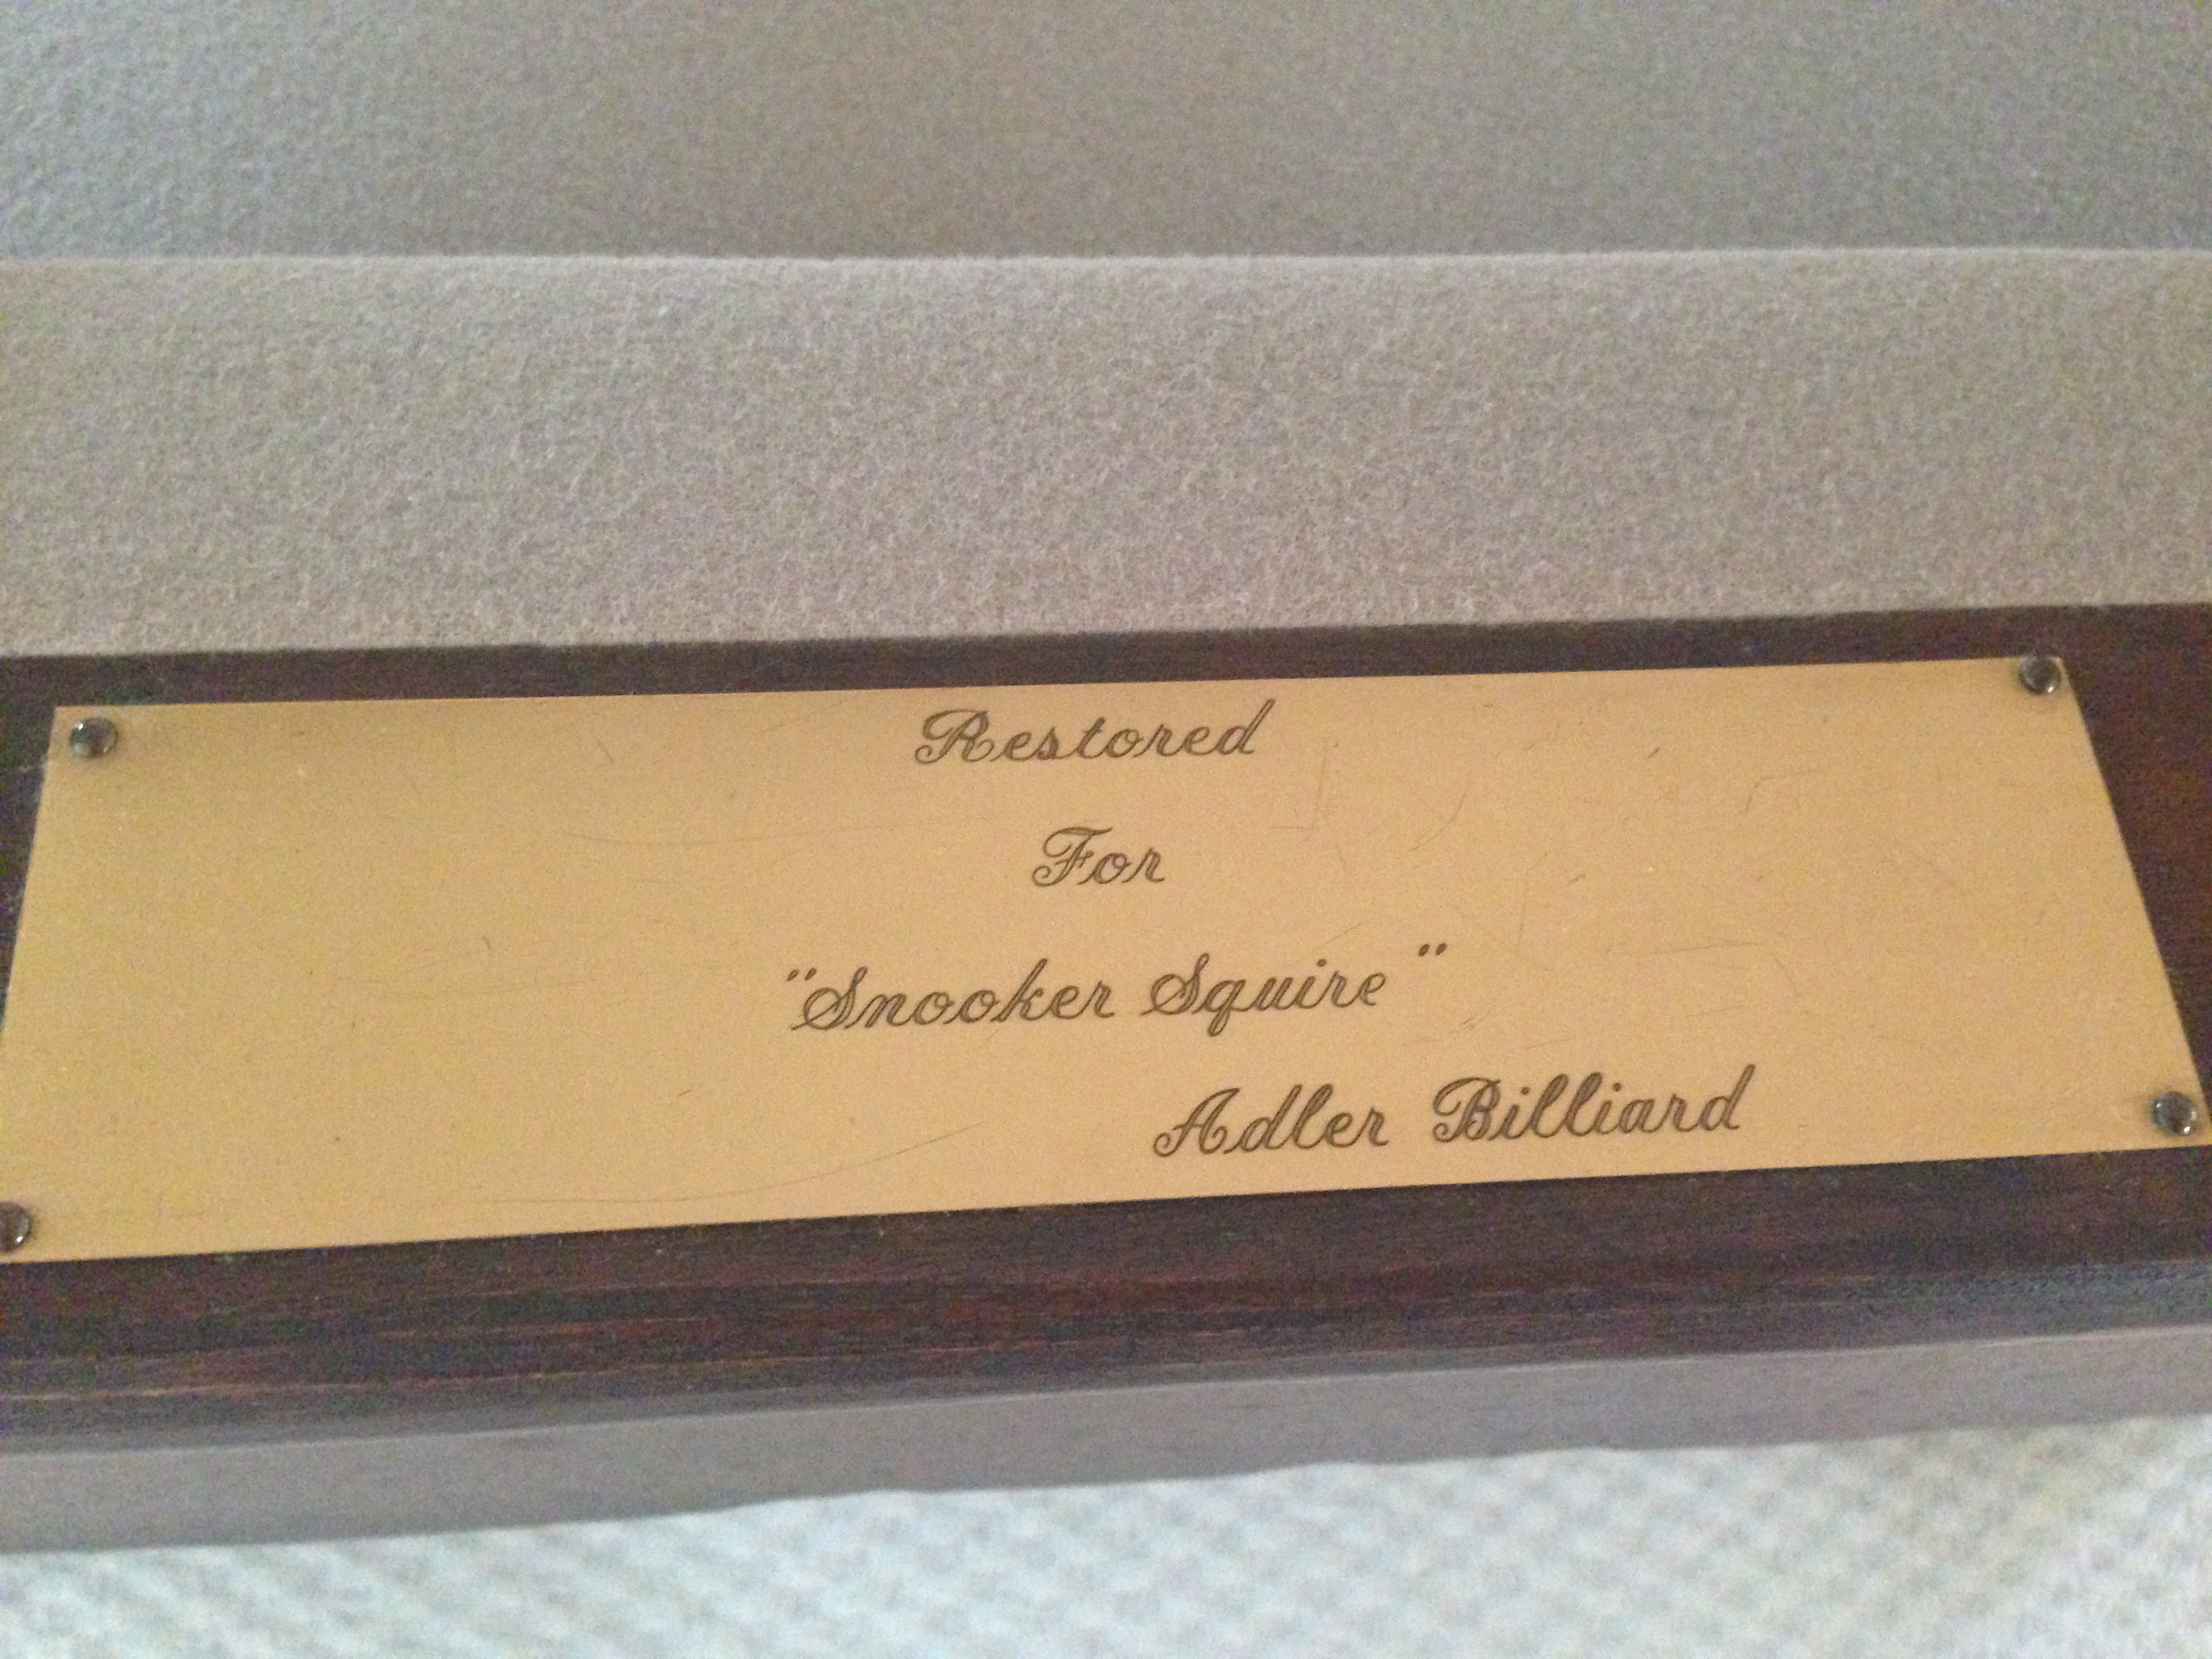 Restored
For
"Snooker Squire"
Adler Billiard